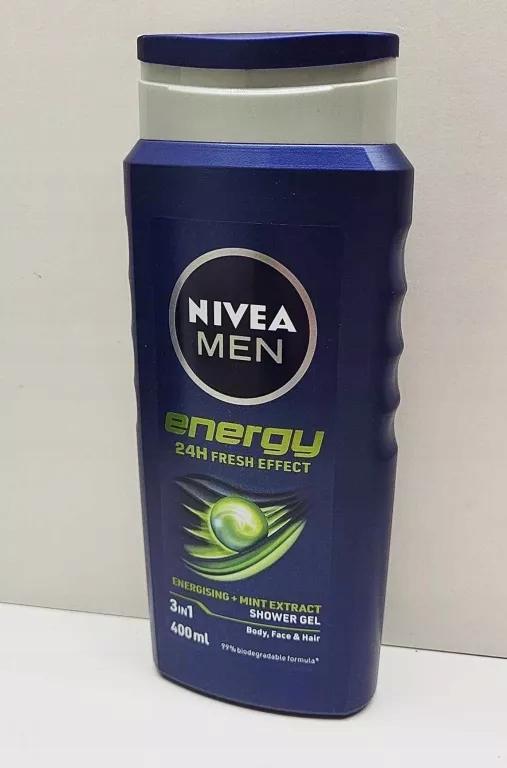 NIVEA
MEN
energy
24H FRESH EFFECT
ENERGISING + MINT EXTRACT
3IN1 SHOWER GEL
400ml Body, Face & Hair
99% biodegradable formula*